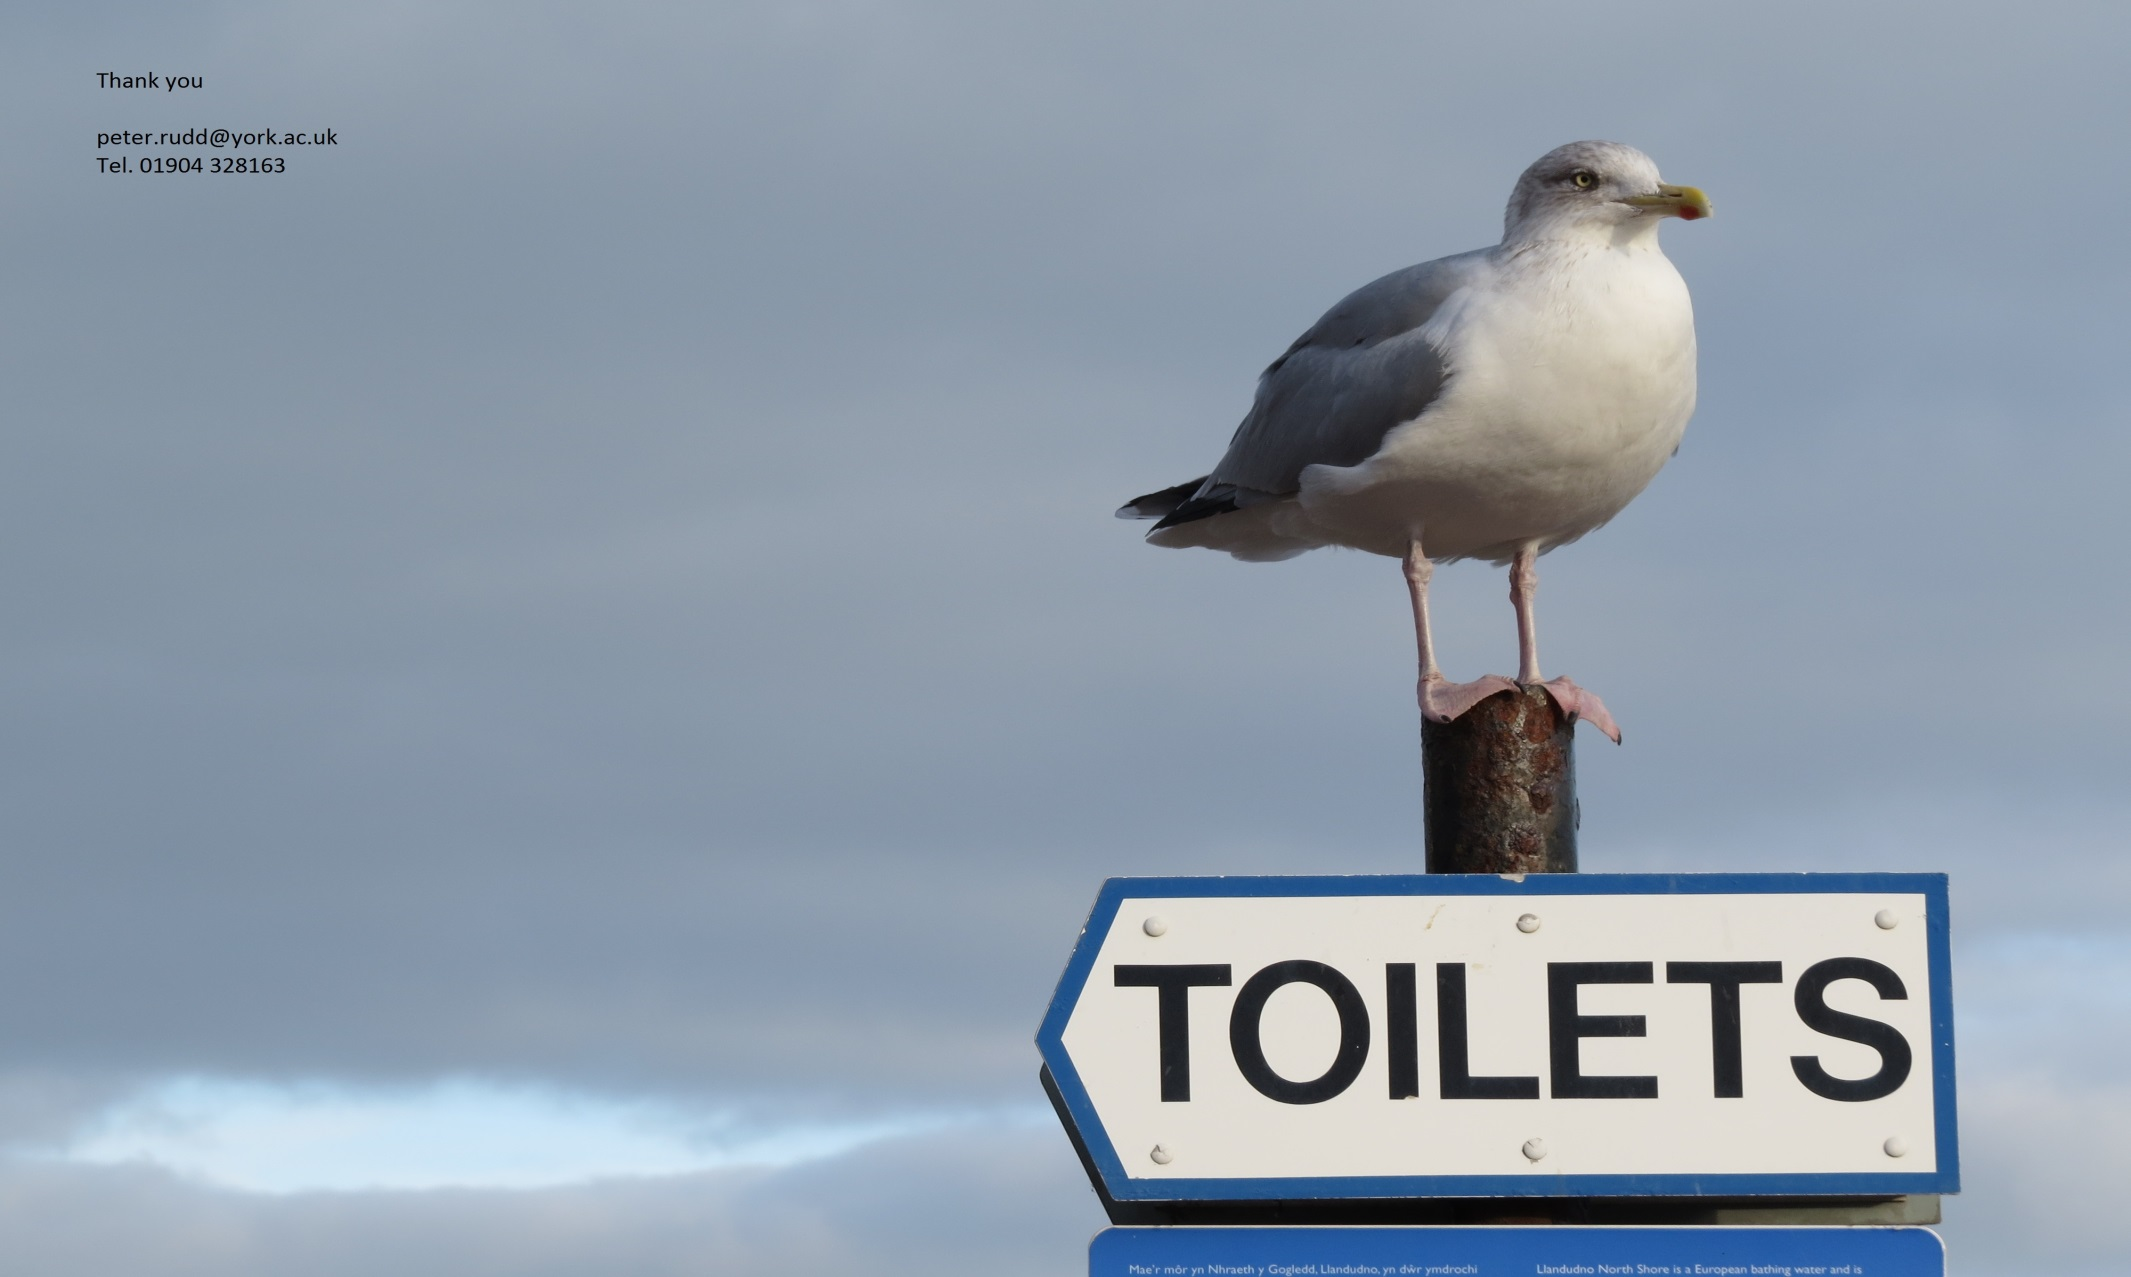 Thank you
peter.rudd@york.ac.uk
Tel. 01904 328163
TOILETS
Mae'r môr yn Nhraeth y Gogledd, Llandudno, yn dŵr ymdrochi
Llandudno North Shore is a European bathing water and is